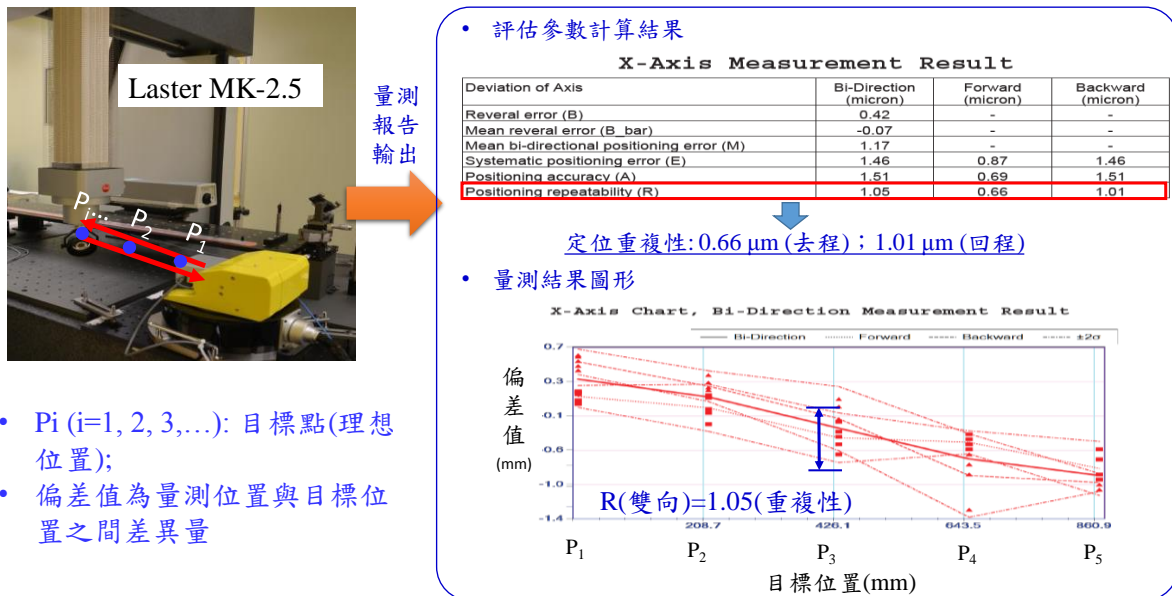 Laster MK-2.5
Pi... P2 P1
量測
報告
輸出
• Pi (i=1, 2, 3,…): 目標點(理想
位置);
• 偏差值為量測位置與目標位
置之間差異量
• 評估參數計算結果
X-Axis Measurement Result
Deviation of Axis Bi-Direction (micron) Forward (micron) Backward (micron)
Reveral error (B) 0.42 - -
Mean reveral error (B_bar) -0.07 - -
Mean bi-directional positioning error (M) 1.17 - -
Systematic positioning error (E) 1.46 0.87 1.46
Positioning accuracy (A) 1.51 0.69 1.51
Positioning repeatability (R) 1.05 0.66 1.01
定位重複性: 0.66 μm (去程)；1.01 μm (回程)
• 量測結果圖形
X-Axis Chart, Bi-Direction Measurement Result
Bi-Direction Forward Backward ±2σ
偏
差
值
(mm)
0.7
0.3
-0.1
-0.6
-1.0
-1.4
R(雙向)=1.05(重複性)
208.7 426.1 643.5 860.9
P1 P2 P3 P4 P5
目標位置(mm)